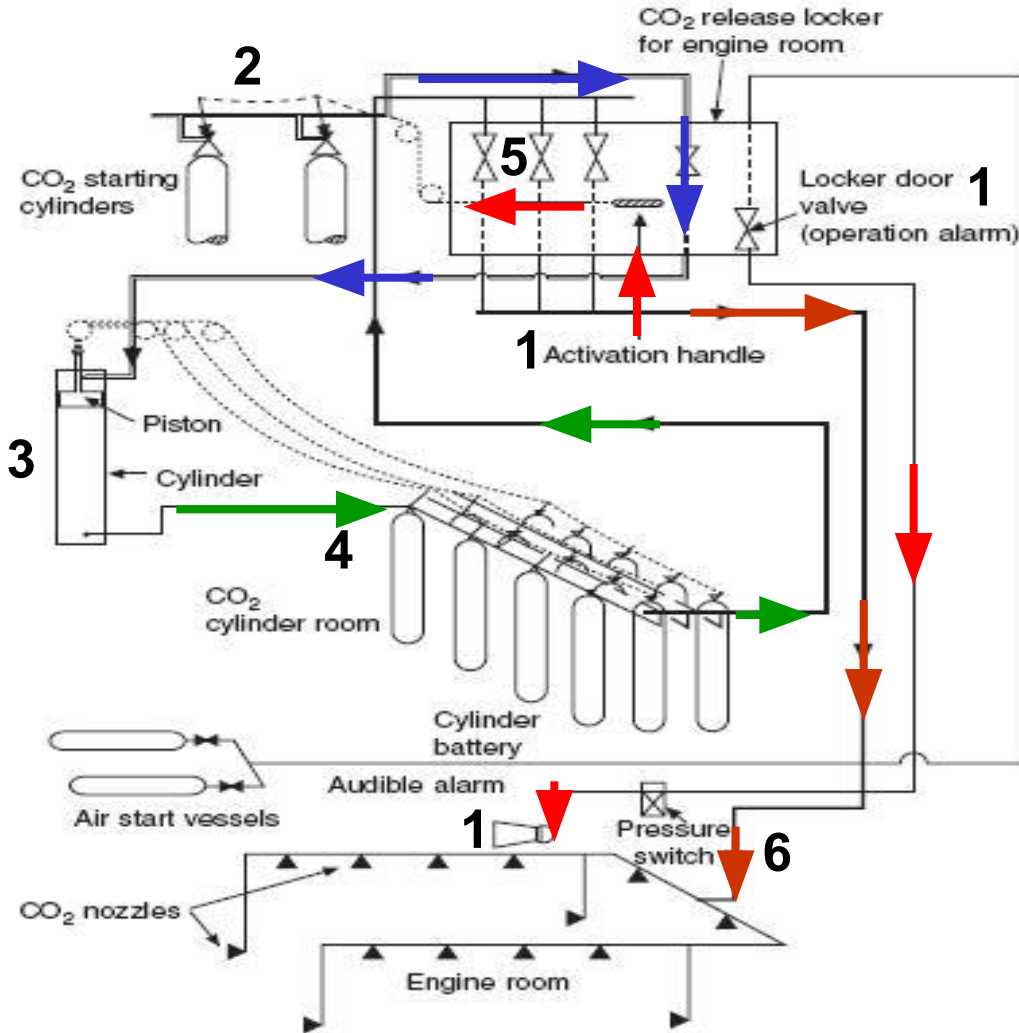 CO₂ release locker
for engine room
2
CO₂ starting
cylinders
5
Locker door
valve
(operation alarm)
1
1
Activation handle
Piston
3
Cylinder
4
CO₂
cylinder room
Cylinder
battery
Audible alarm
Air start vessels
1
Pressure
switch
6
CO₂ nozzles
Engine room